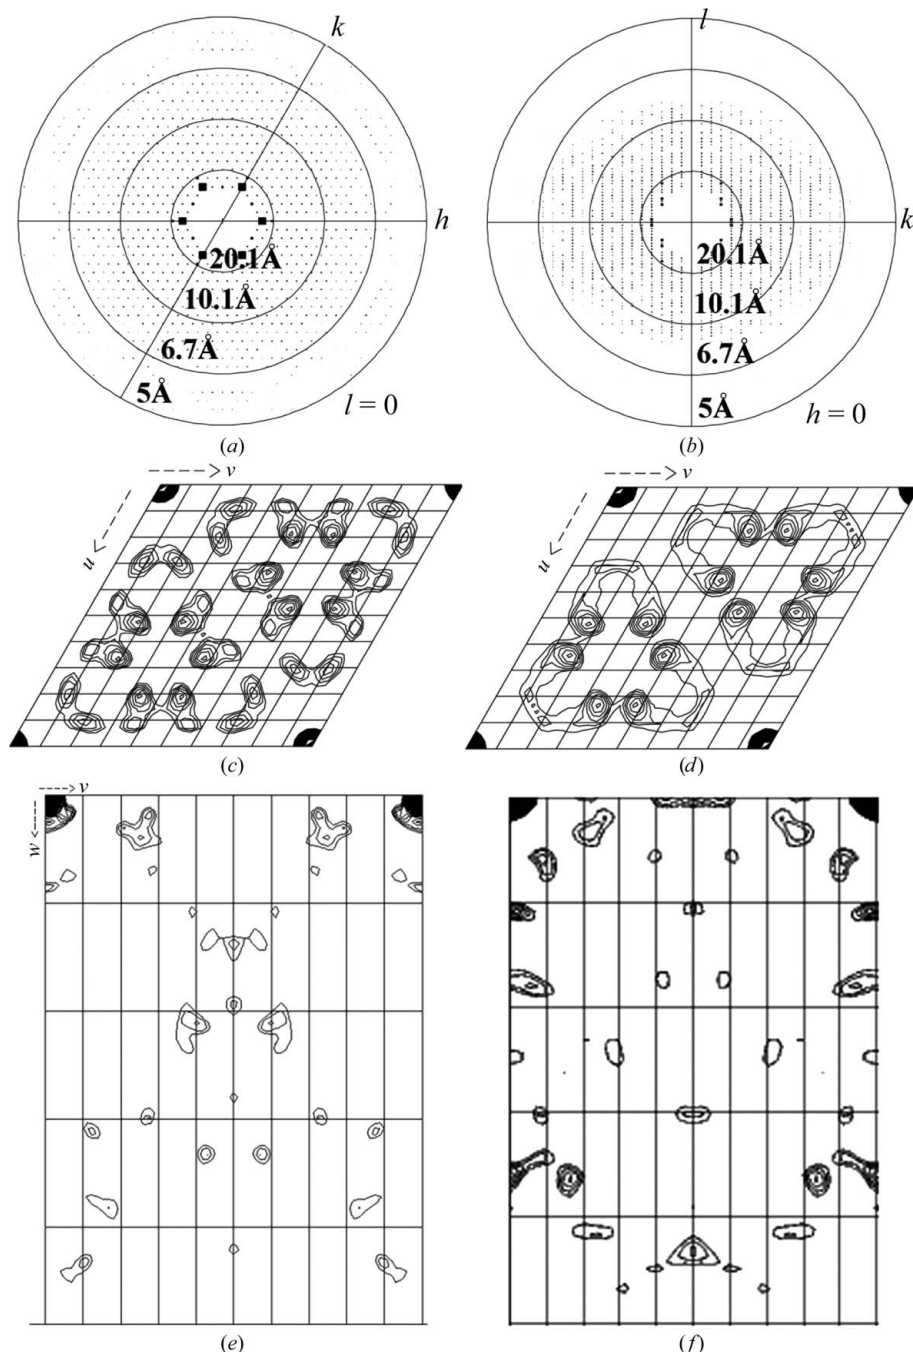 k
h
20.1Å
10.1Å
6.7Å
5Å
l = 0
(a)
l
k
20.1Å
10.1Å
6.7Å
5Å
h = 0
(b)
v
u
(c)
v
u
(d)
v
w
(e)
(f)